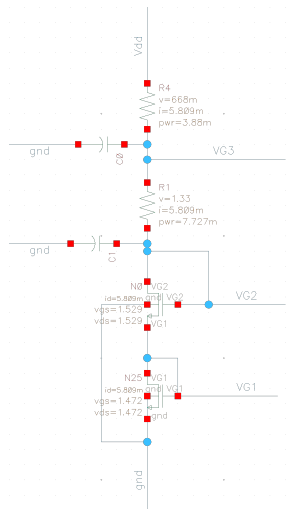 Vdd
R4
v=668m
i=5.809m
pwr=3.88m
gnd
C0
VG3
R1
v=1.33
i=5.809m
pwr=7.727m
gnd
C1
N0 VG2
id=5.809m gnd VG2
vgs=1.529
vds=1.529 VG1
VG2
N25 VG1
id=5.809m gnd VG1
vgs=1.472
vds=1.472 gnd
VG1
gnd